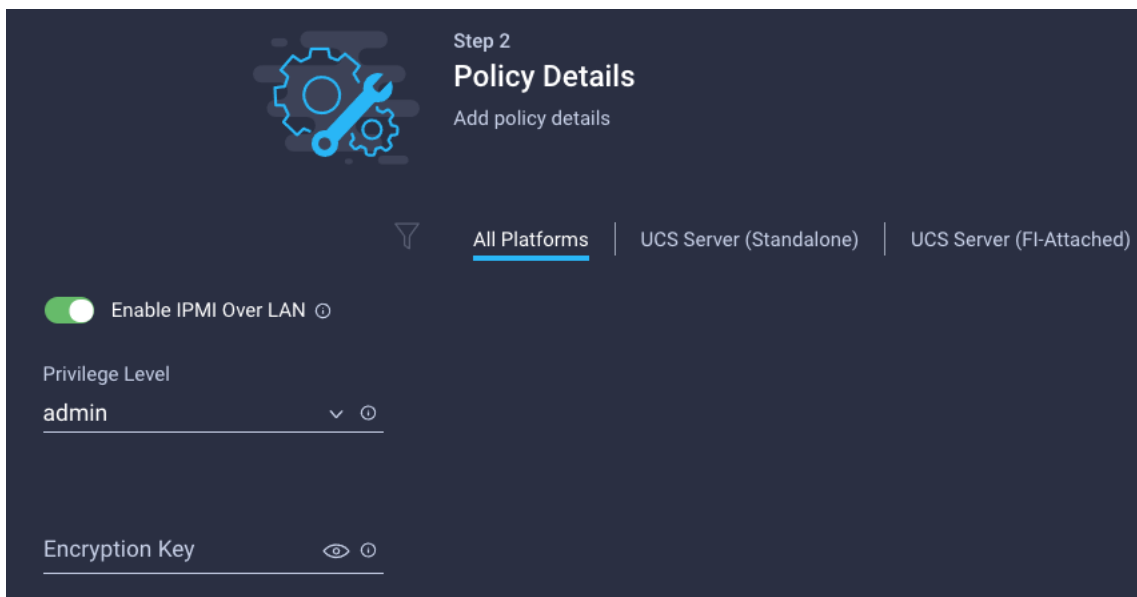 Step 2
Policy Details
Add policy details
All Platforms
UCS Server (Standalone)
UCS Server (FI-Attached)
Enable IPMI Over LAN
Privilege Level
admin
Encryption Key